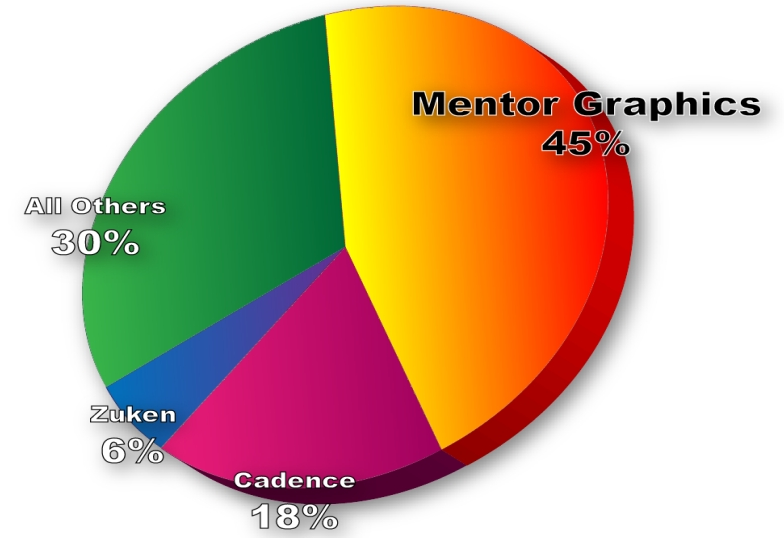 Mentor Graphics
45%
All Others
30%
Zuken
6%
Cadence
18%